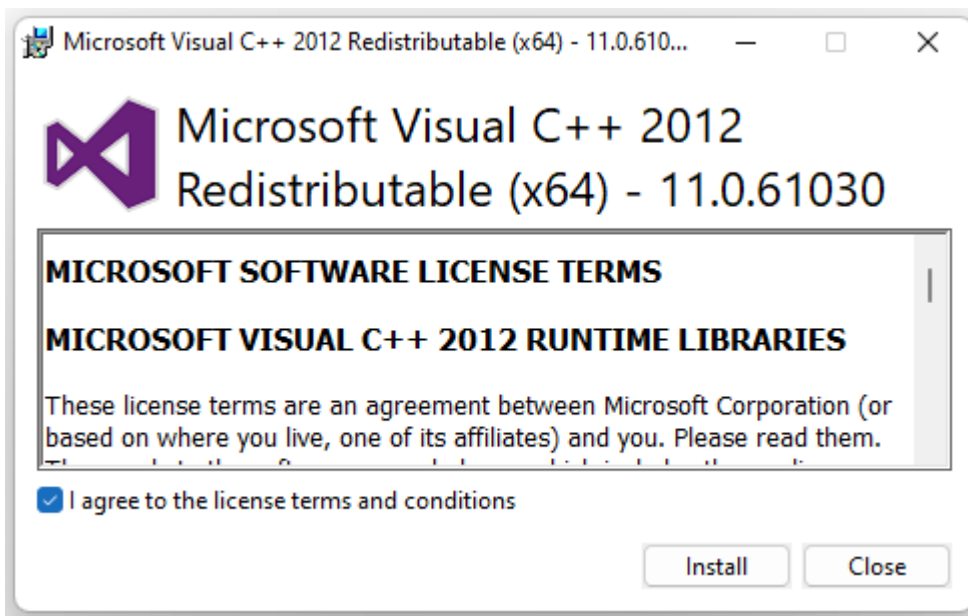 Microsoft Visual C++ 2012 Redistributable (x64) - 11.0.610...
Microsoft Visual C++ 2012
Redistributable (x64) - 11.0.61030
MICROSOFT SOFTWARE LICENSE TERMS
MICROSOFT VISUAL C++ 2012 RUNTIME LIBRARIES
These license terms are an agreement between Microsoft Corporation (or
based on where you live, one of its affiliates) and you. Please read them.
I agree to the license terms and conditions
Install
Close